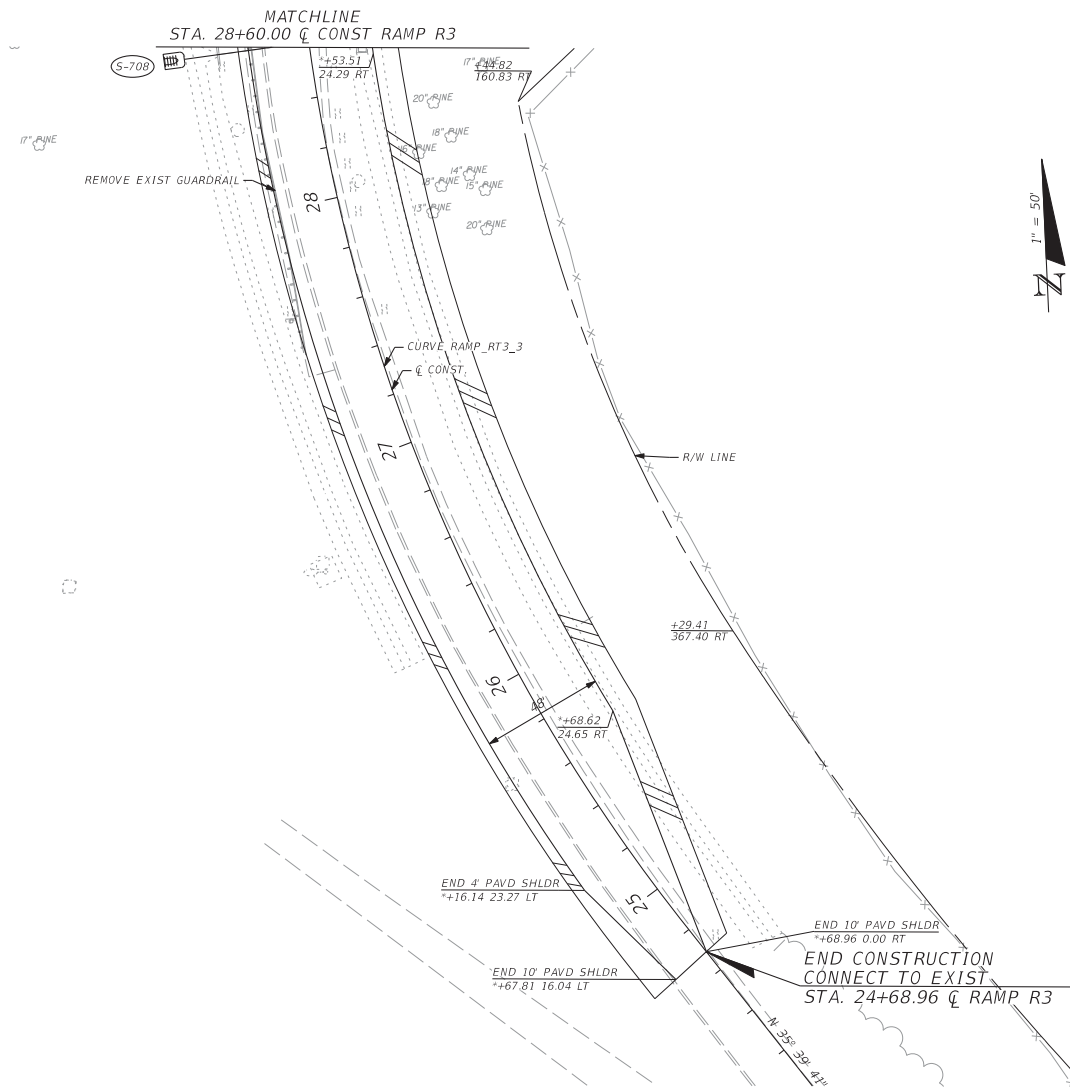 MATCHLINE
STA. 28+60.00 ℄ CONST RAMP R3
S-708
*+53.51
24.29 RT
17" PINE
+44.82
160.83 RT
20" PINE
17" PINE
18" PINE
16" PINE
14" PINE
18" PINE
15" PINE
13" PINE
20" PINE
REMOVE EXIST GUARDRAIL
28
1" = 50'
N
CURVE RAMP_RT3_3
℄ CONST.
27
R/W LINE
+29.41
367.40 RT
26
*+68.62
24.65 RT
25
END 4' PAVD SHLDR
*+16.14 23.27 LT
END 10' PAVD SHLDR
*+68.96 0.00 RT
END CONSTRUCTION
CONNECT TO EXIST
STA. 24+68.96 ℄ RAMP R3
END 10' PAVD SHLDR
*+67.81 16.04 LT
N 35° 39' 41"